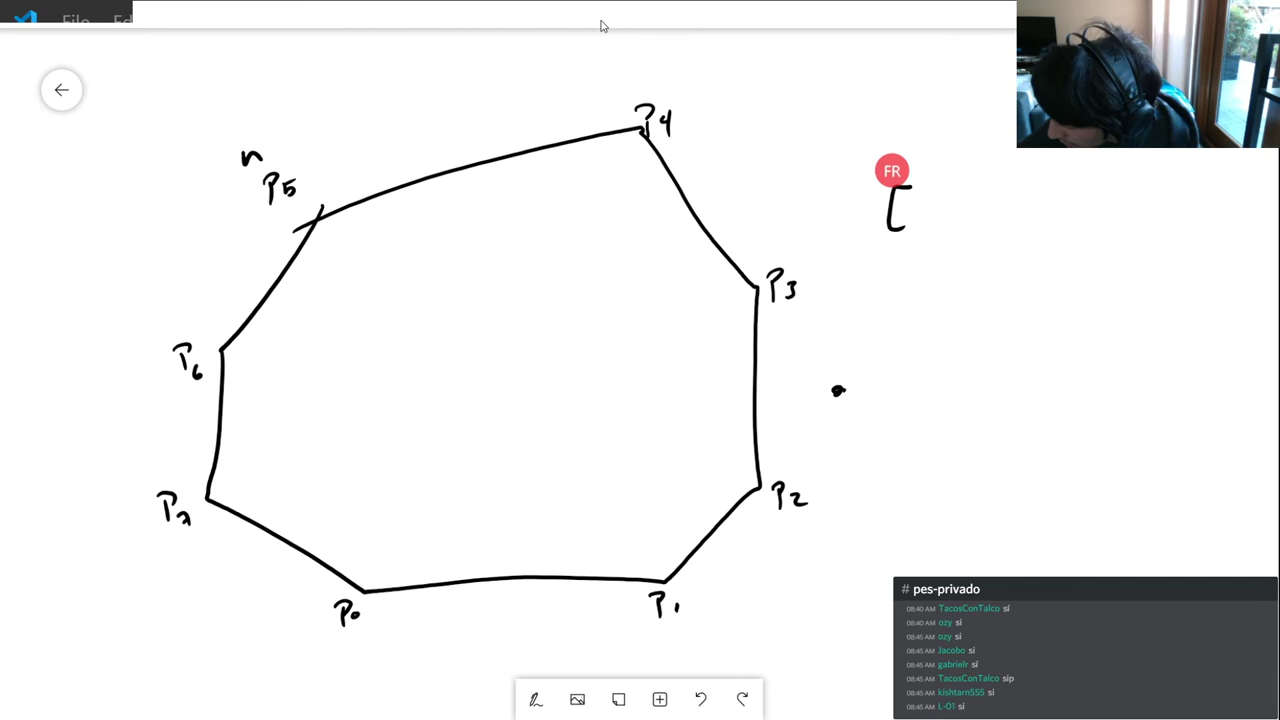 File Ed
P4
n
P5
FR
[
P3
P6
P2
P7
P0
P1
# pes-privado
08:40 AM TacosConTalco sí
08:40 AM ozy si
08:45 AM ozy si
08:45 AM Jacobo si
08:45 AM gabrielr sí
08:45 AM TacosConTalco sip
08:45 AM kishtarn555 si
08:45 AM L-01 si